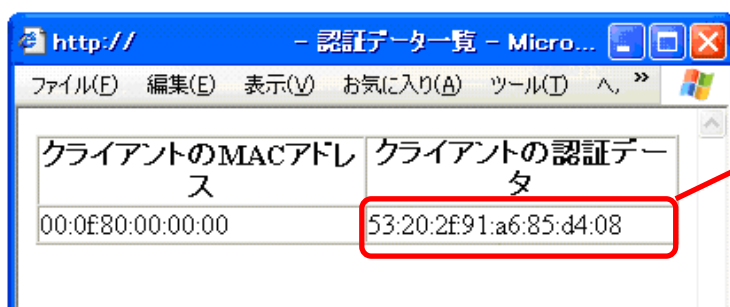 http:// - 認証データ一覧 - Micro...
ファイル(F) 編集(E) 表示(V) お気に入り(A) ツール(T) ヘ, »
クライアントのMACアドレ
ス
クライアントの認証デー
タ
00:0f:80:00:00:00 53:20:2f:91:a6:85:d4:08